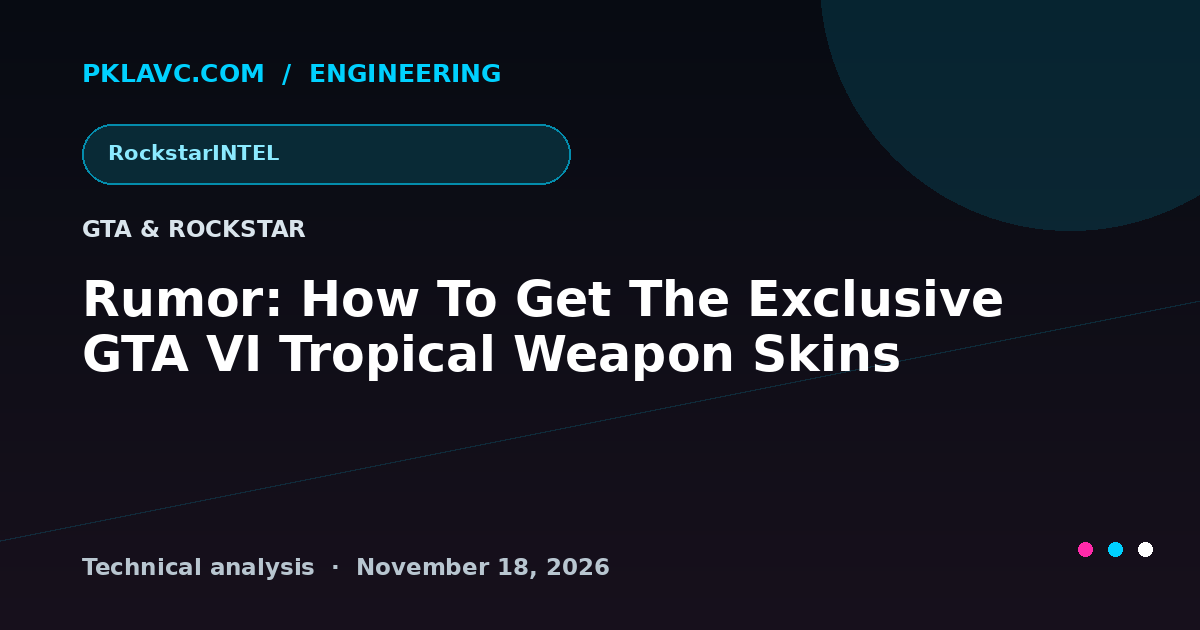 PKLAVC.COM / ENGINEERING
RockstarINTEL
GTA & ROCKSTAR
Rumor: How To Get The Exclusive
GTA VI Tropical Weapon Skins
Technical analysis · November 18, 2026